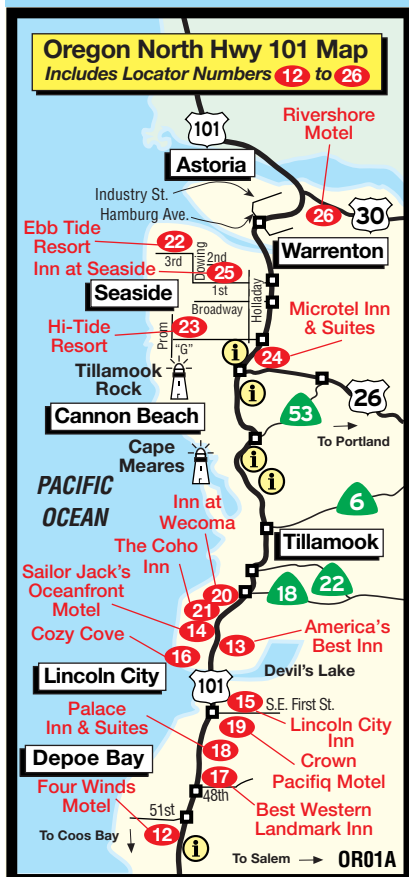 Oregon North Hwy 101 Map
Includes Locator Numbers 12 to 26
101
Rivershore
Motel
Astoria
Industry St.
Hamburg Ave.
26
30
Ebb Tide
Resort
22
3rd
Dowing
2nd
Warrenton
Inn at Seaside
25
1st
Seaside
Broadway
Holladay
Hi-Tide
Resort
23
Prom
"G"
Microtel Inn
& Suites
24
i
Tillamook
Rock
i
26
Cannon Beach
53
To Portland
Cape
Meares
i
i
PACIFIC
OCEAN
6
Inn at
Wecoma
Tillamook
The Coho
Inn
20
18
22
Sailor Jack's
Oceanfront
Motel
21
14
America's
Best Inn
13
Cozy Cove
16
Devil's Lake
Lincoln City
101
15
S.E. First St.
Lincoln City
Inn
Palace
Inn & Suites
18
19
Crown
Pacifiq Motel
Depoe Bay
17
48th
Best Western
Landmark Inn
Four Winds
Motel
51st
12
To Coos Bay
i
To Salem
OR01A